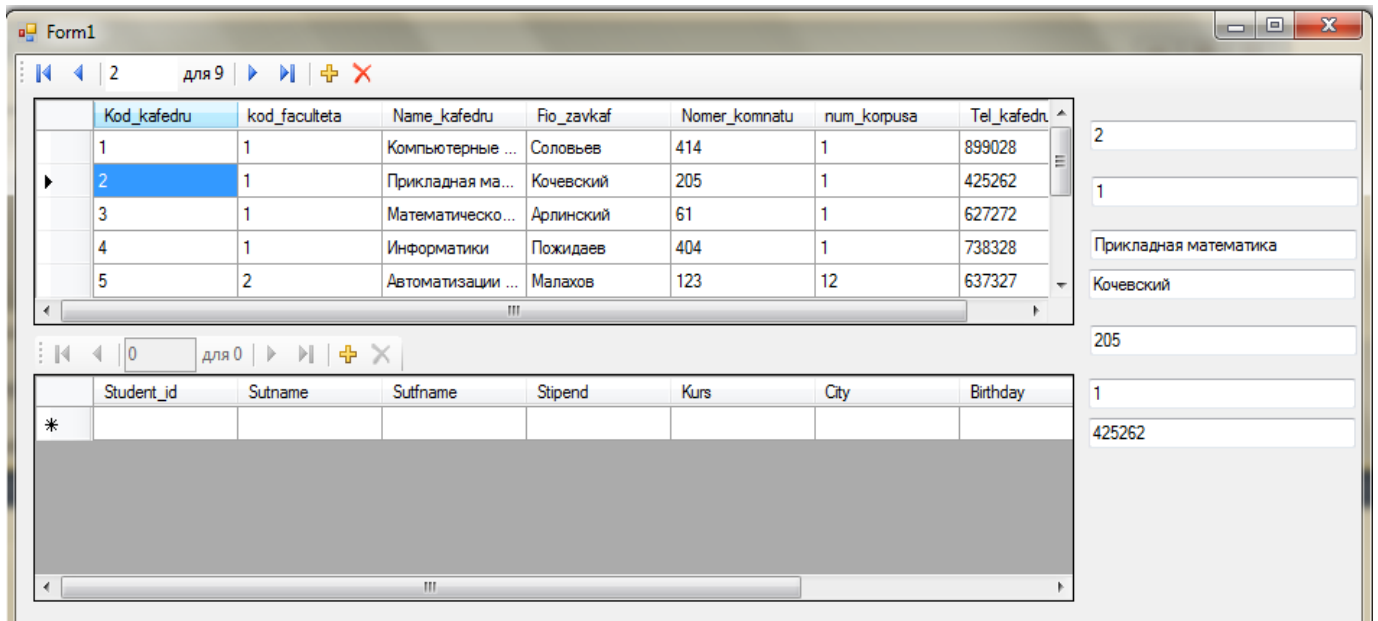 Form1
2 для 9
Kod_kafedru kod_faculteta Name_kafedru Fio_zavkaf Nomer_komnatu num_korpusa Tel_kafedru
1 1 Компьютерные ... Соловьев 414 1 899028
2 1 Прикладная ма... Кочевский 205 1 425262
3 1 Математическо... Арлинский 61 1 627272
4 1 Информатики Пожидаев 404 1 738328
5 2 Автоматизации ... Малахов 123 12 637327
2
1
Прикладная математика
Кочевский
205
1
425262
0 для 0
Student_id Sutname Sutfname Stipend Kurs City Birthday